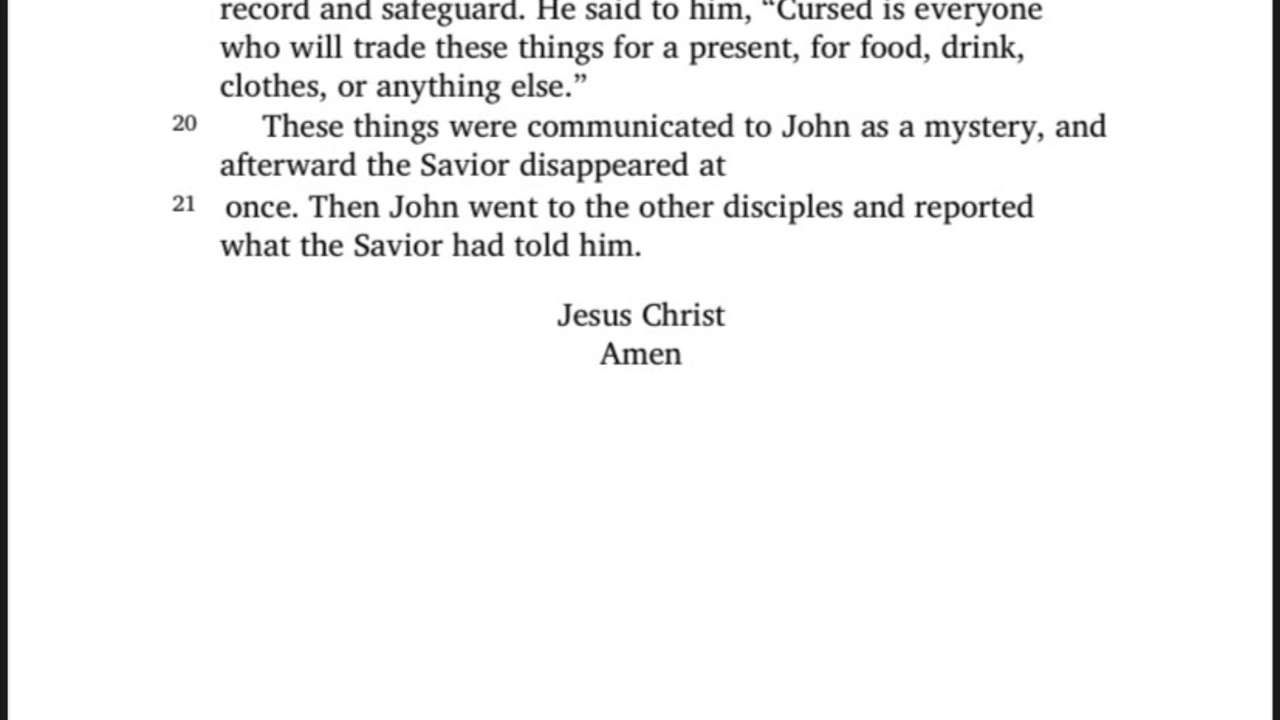 record and safeguard. He said to him, “Cursed is everyone
who will trade these things for a present, for food, drink,
clothes, or anything else.”
20 These things were communicated to John as a mystery, and
afterward the Savior disappeared at
21 once. Then John went to the other disciples and reported
what the Savior had told him.
Jesus Christ
Amen